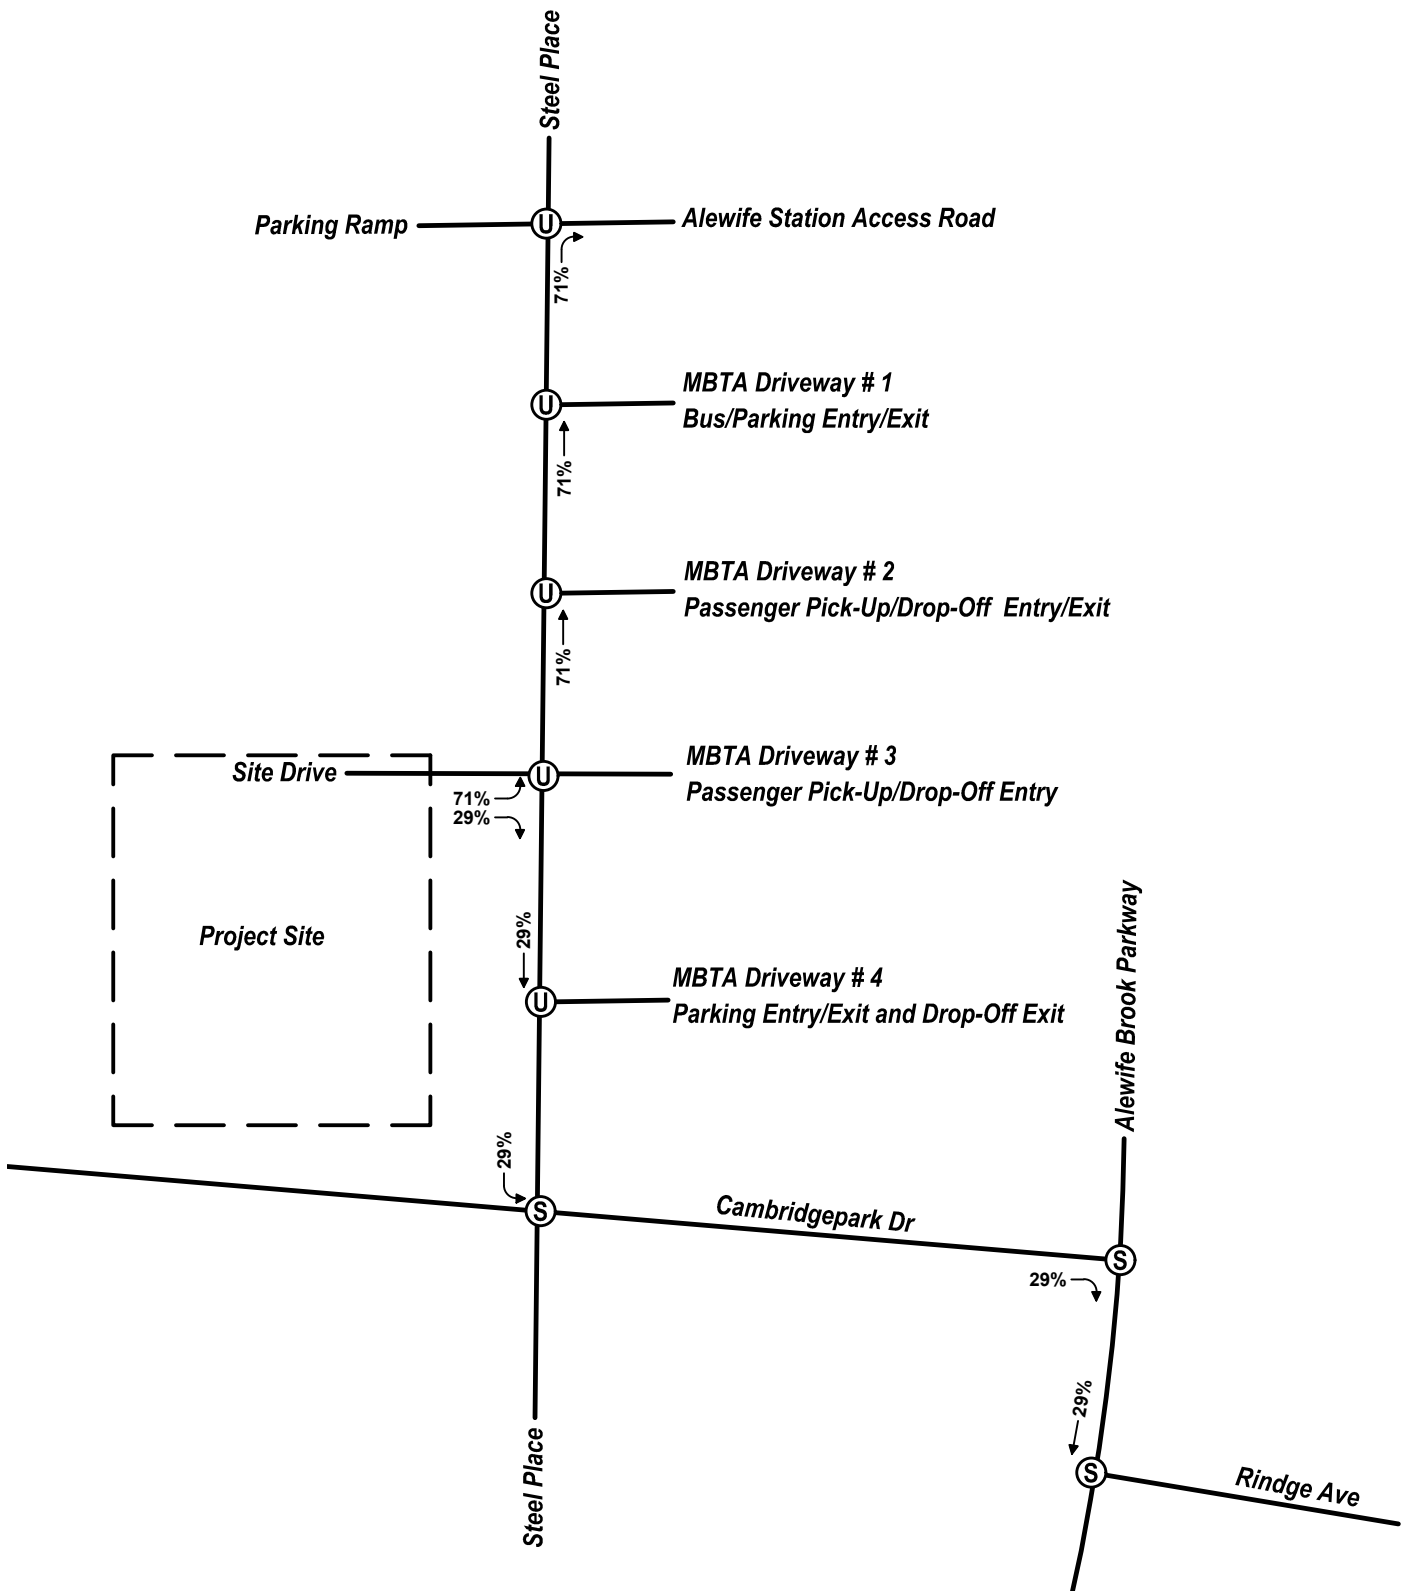 Steel Place
Parking Ramp
U
Alewife Station Access Road
71%
MBTA Driveway # 1
U
Bus/Parking Entry/Exit
71%
MBTA Driveway # 2
U
Passenger Pick-Up/Drop-Off Entry/Exit
71%
MBTA Driveway # 3
Site Drive
U
Passenger Pick-Up/Drop-Off Entry
71%
29%
29%
Project Site
MBTA Driveway # 4
U
Parking Entry/Exit and Drop-Off Exit
Alewife Brook Parkway
29%
S
Cambridgepark Dr
S
29%
29%
S
Rindge Ave
Steel Place